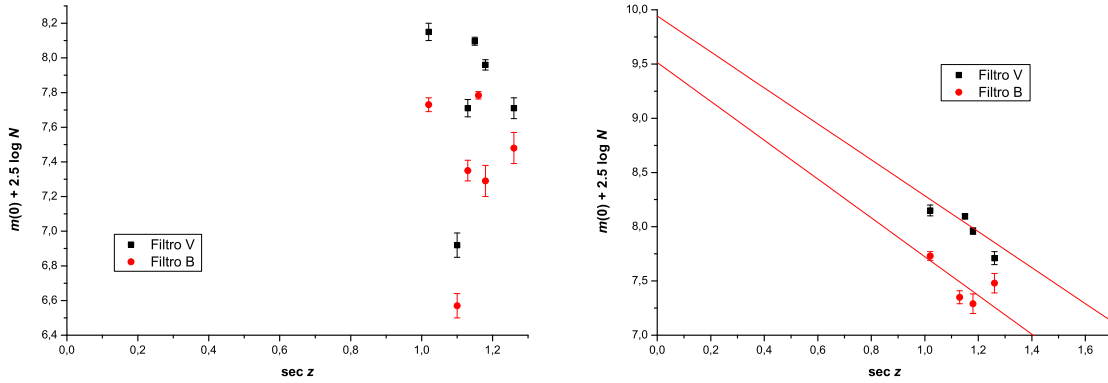 8,2
8,0
7,8
7,6
7,4
7,2
7,0
6,8
6,6
6,4
0,0 0,2 0,4 0,6 0,8 1,0 1,2
m(0) + 2.5 log N
sec z
Filtro V
Filtro B
10,0
9,5
9,0
8,5
8,0
7,5
7,0
0,0 0,2 0,4 0,6 0,8 1,0 1,2 1,4 1,6
m(0) + 2.5 log N
sec z
Filtro V
Filtro B